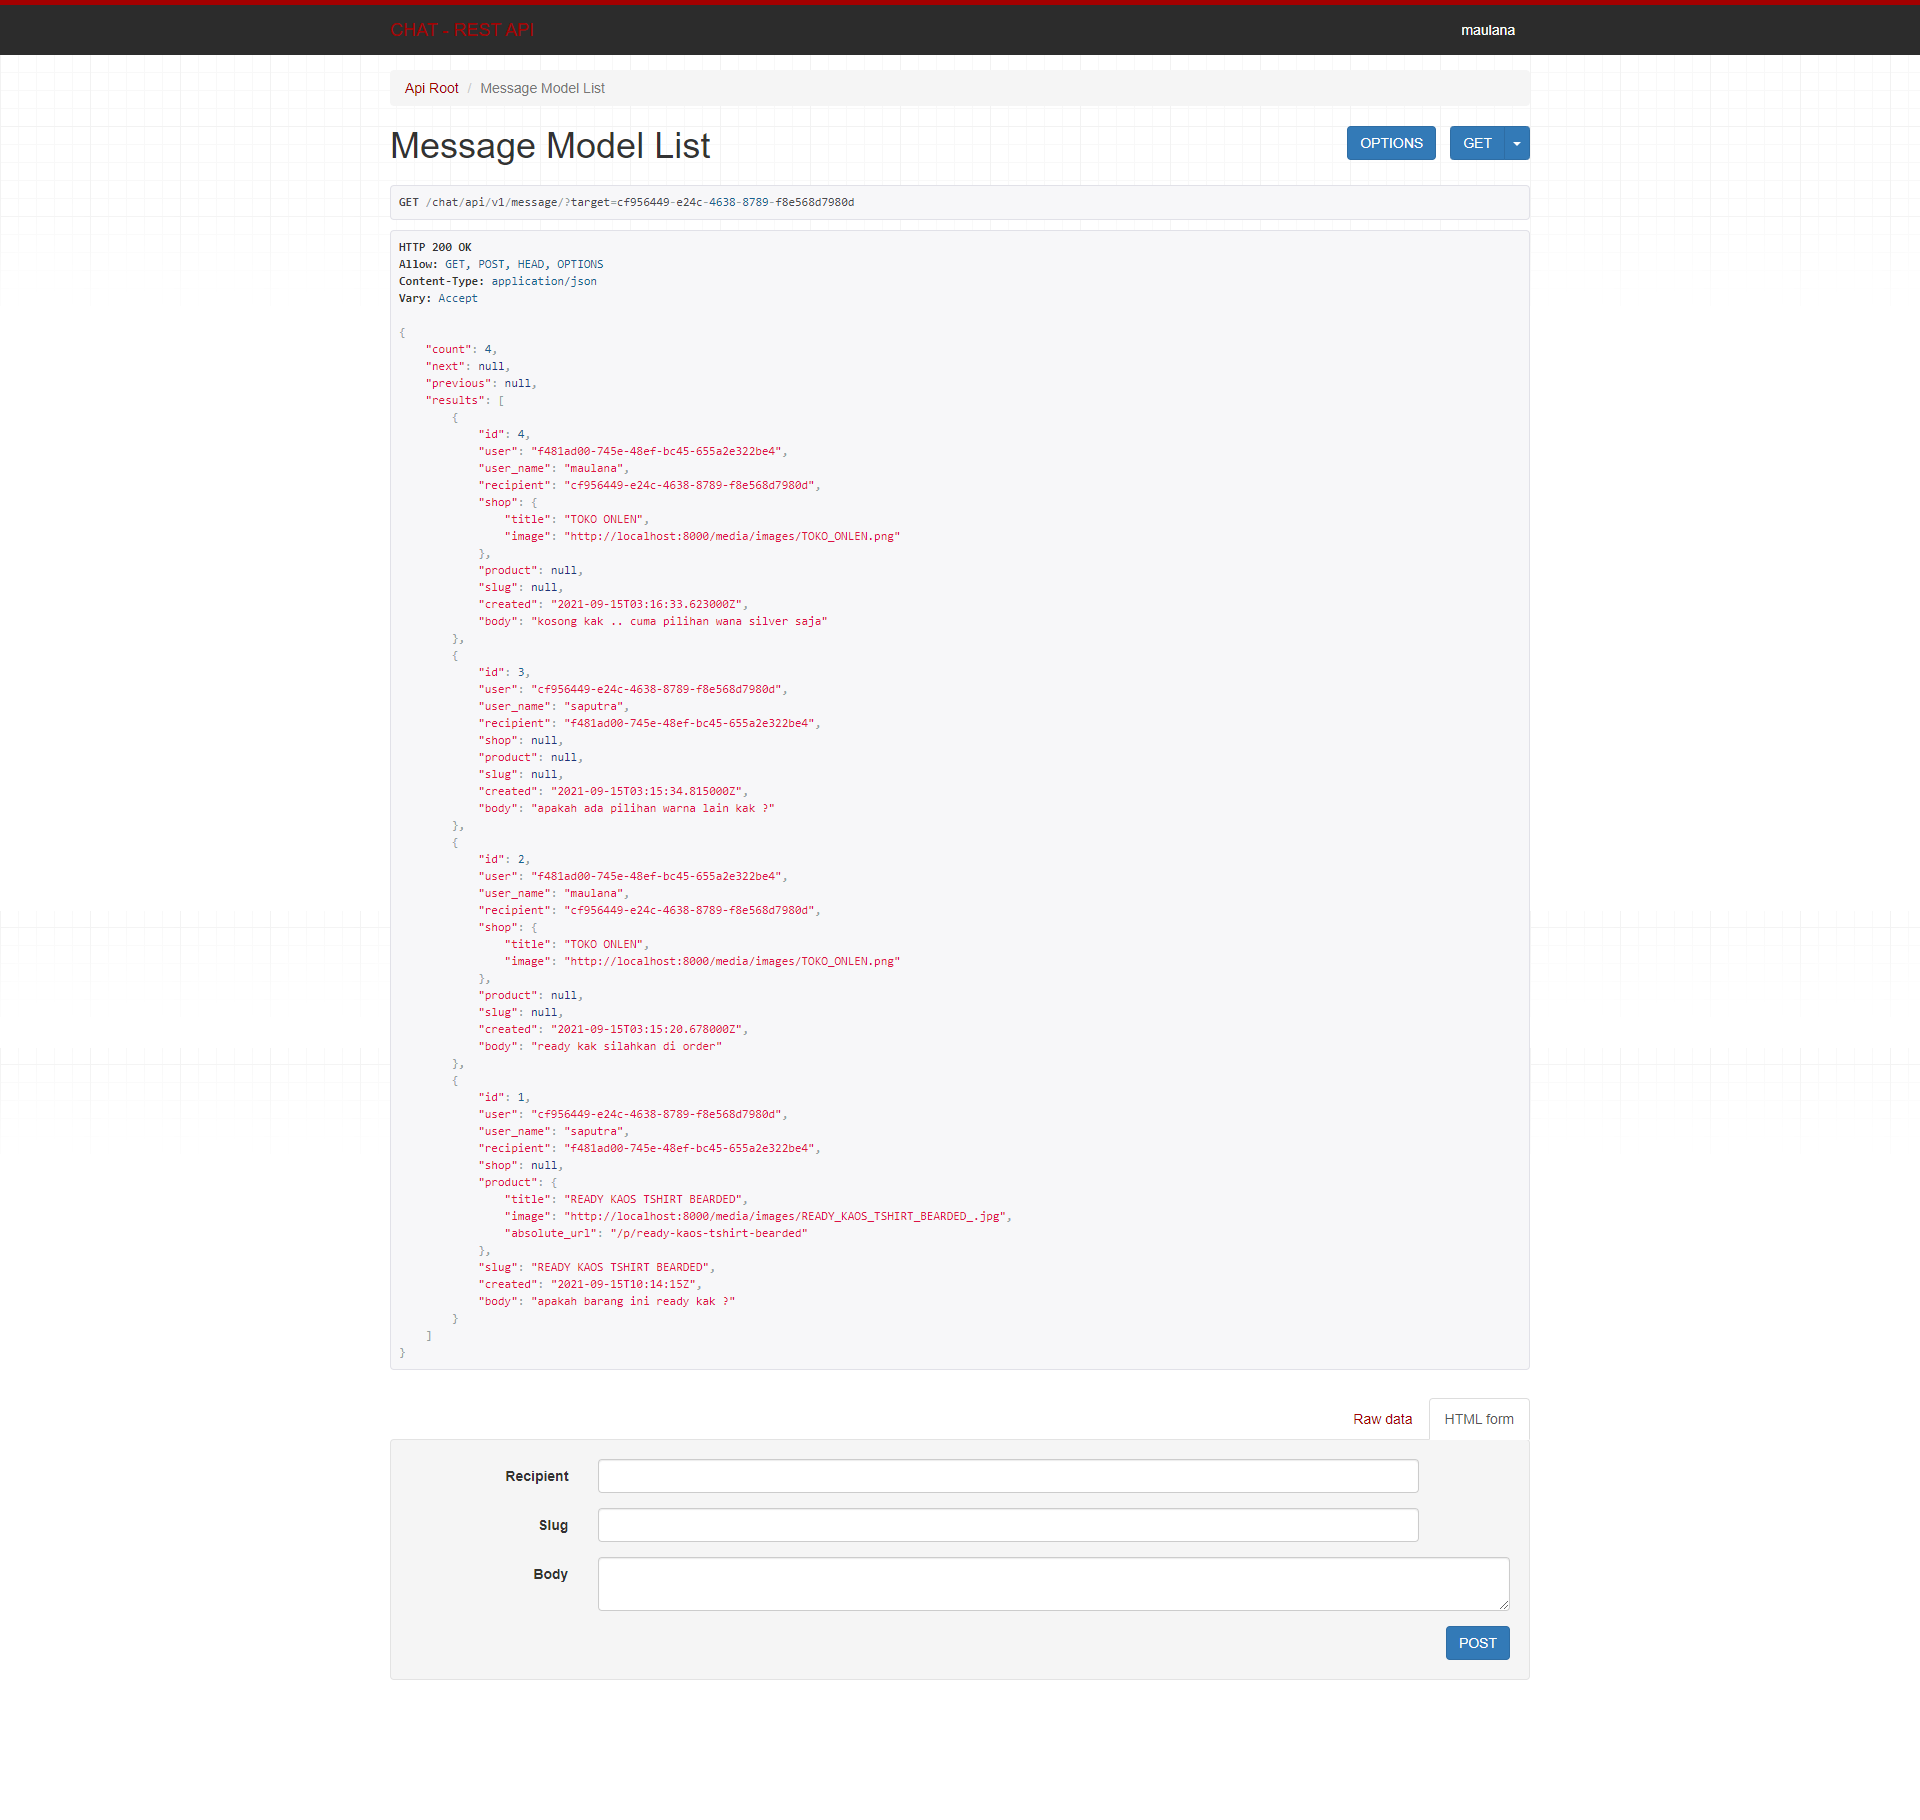 CHAT - REST API
maulana
Api Root / Message Model List
Message Model List
OPTIONS
GET
GET /chat/api/v1/message/?target=cf956449-e24c-4638-8789-f8e568d7980d
HTTP 200 OK
Allow: GET, POST, HEAD, OPTIONS
Content-Type: application/json
Vary: Accept
{
"count": 4,
"next": null,
"previous": null,
"results": [
{
"id": 4,
"user": "f481ad00-745e-48ef-bc45-655a2e322be4",
"user_name": "maulana",
"recipient": "cf956449-e24c-4638-8789-f8e568d7980d",
"shop": {
"title": "TOKO ONLEN",
"image": "http://localhost:8000/media/images/TOKO_ONLEN.png"
},
"product": null,
"slug": null,
"created": "2021-09-15T03:16:33.623000Z",
"body": "kosong kak .. cuma pilihan wana silver saja"
},
{
"id": 3,
"user": "cf956449-e24c-4638-8789-f8e568d7980d",
"user_name": "saputra",
"recipient": "f481ad00-745e-48ef-bc45-655a2e322be4",
"shop": null,
"product": null,
"slug": null,
"created": "2021-09-15T03:15:34.815000Z",
"body": "apakah ada pilihan warna lain kak ?"
},
{
"id": 2,
"user": "f481ad00-745e-48ef-bc45-655a2e322be4",
"user_name": "maulana",
"recipient": "cf956449-e24c-4638-8789-f8e568d7980d",
"shop": {
"title": "TOKO ONLEN",
"image": "http://localhost:8000/media/images/TOKO_ONLEN.png"
},
"product": null,
"slug": null,
"created": "2021-09-15T03:15:20.678000Z",
"body": "ready kak silahkan di order"
},
{
"id": 1,
"user": "cf956449-e24c-4638-8789-f8e568d7980d",
"user_name": "saputra",
"recipient": "f481ad00-745e-48ef-bc45-655a2e322be4",
"shop": null,
"product": {
"title": "READY KAOS TSHIRT BEARDED",
"image": "http://localhost:8000/media/images/READY_KAOS_TSHIRT_BEARDED_.jpg",
"absolute_url": "/p/ready-kaos-tshirt-bearded"
},
"slug": "READY KAOS TSHIRT BEARDED",
"created": "2021-09-15T10:14:15Z",
"body": "apakah barang ini ready kak ?"
}
]
}
Raw data
HTML form
Recipient
Slug
Body
POST